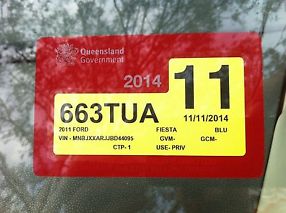 Queensland
Government
2014
11
663TUA
11/11/2014
2011 FORD FIESTA BLU
VIN - MNBJXXARJJBD44095 GVM- GCM-
CTP- 1 USE- PRIV